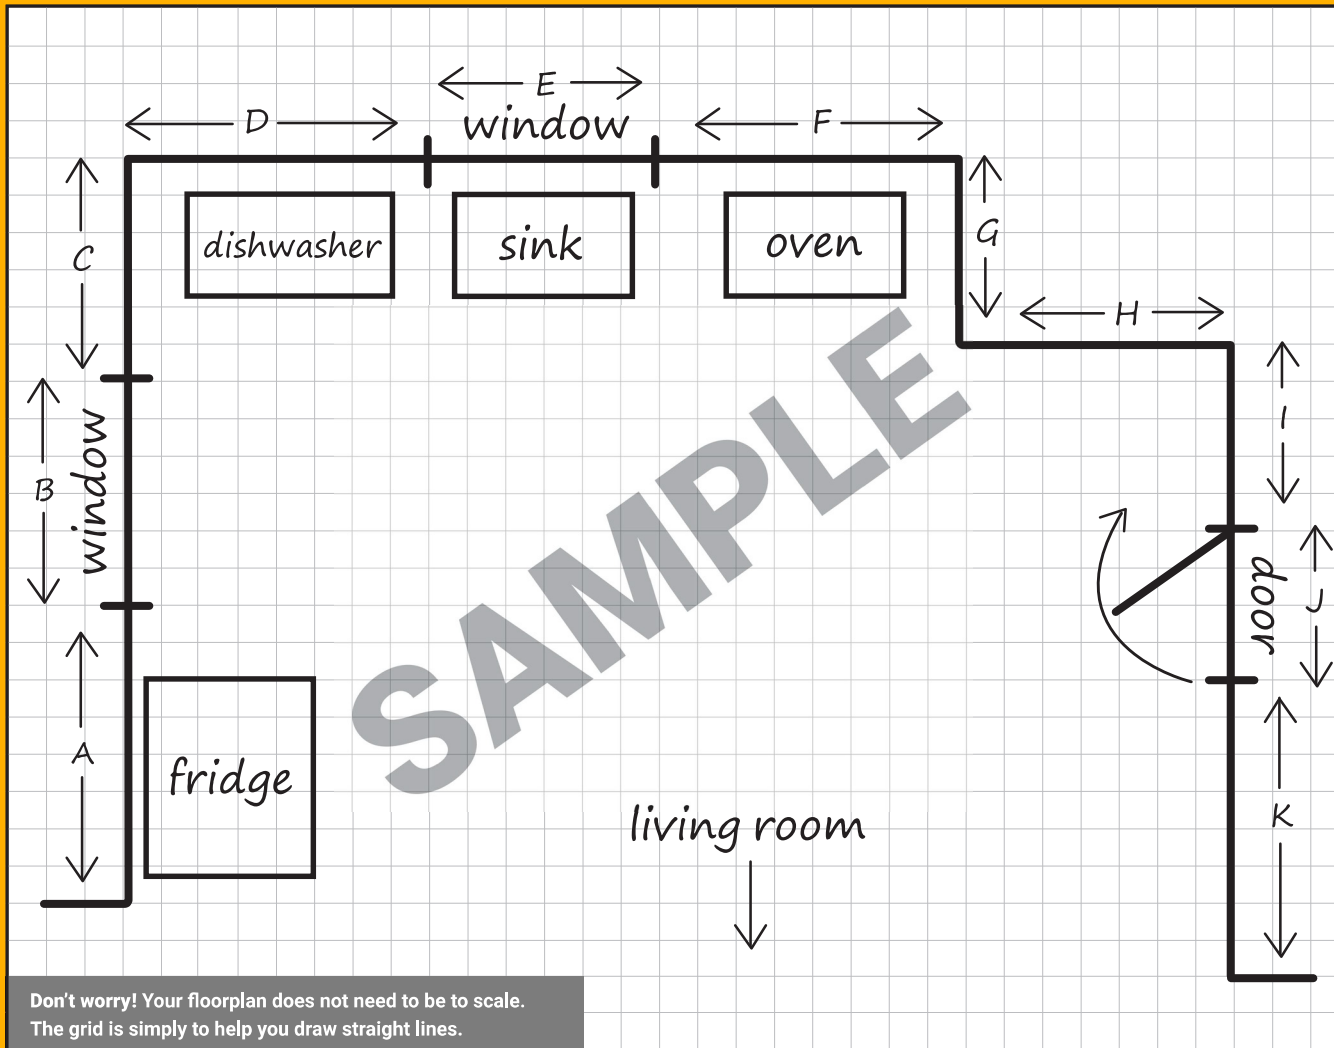 E
D
window
F
C
G
dishwasher
sink
oven
H
I
B
window
door
J
SAMPLE
A
fridge
living room
K
Don't worry! Your floorplan does not need to be to scale.
The grid is simply to help you draw straight lines.